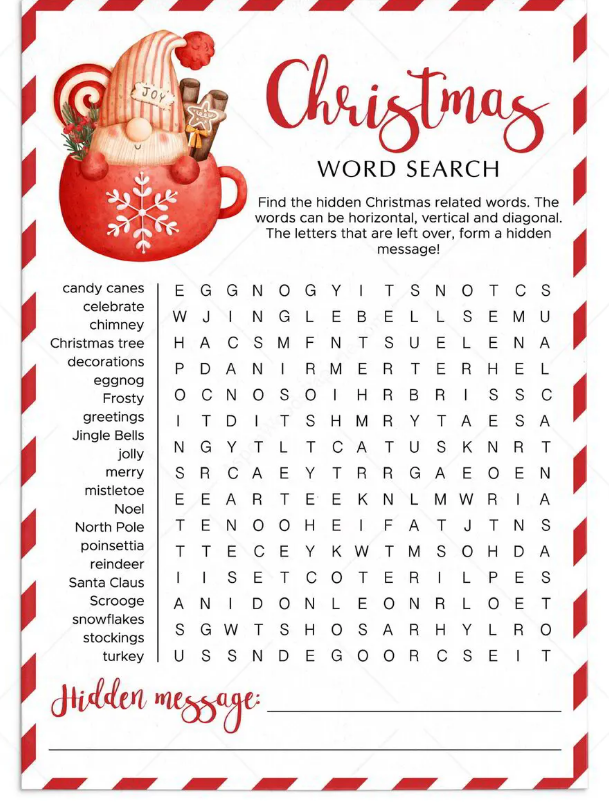 JOY
Christmas
WORD SEARCH
Find the hidden Christmas related words. The
words can be horizontal, vertical and diagonal.
The letters that are left over, form a hidden
message!
candy canes
celebrate
chimney
Christmas tree
decorations
eggnog
Frosty
greetings
Jingle Bells
jolly
merry
mistletoe
Noel
North Pole
poinsettia
reindeer
Santa Claus
Scrooge
snowflakes
stockings
turkey
E G G N O G Y I T S N O T C S
W J I N G L E B E L L S E M U
H A C S M F N T S U E L E N A
P D A N I R M E R T E R H E L
O C N O S O I H R B R I S S C
I T D I T S H M R Y T A E S A
N G Y T L T C A T U S K N R T
S R C A E Y T R R G A E O E N
E E A R T E E K N L M W R I A
T E N O O H E I F A T J T N S
T T E C E Y K W T M S O H D A
I I S E T C O T E R I L P E S
A N I D O N L E O N R L O E T
S G W T S H O S A R H Y L R O
U S S N D E G O O R C S E I T
Hidden message: